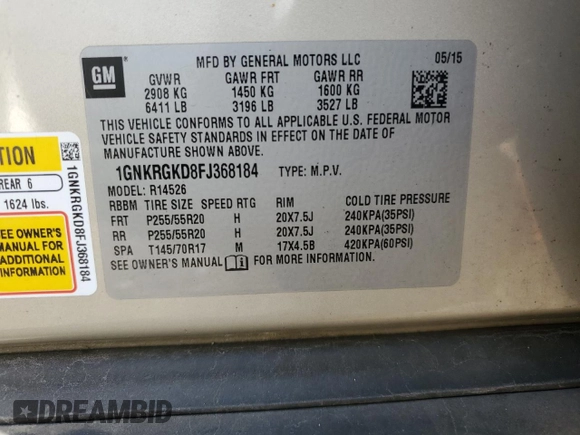 GM
MFD BY GENERAL MOTORS LLC 05/15
GVWR GAWR FRT GAWR RR
2908 KG 1450 KG 1600 KG
6411 LB 3196 LB 3527 LB
THIS VEHICLE CONFORMS TO ALL APPLICABLE U.S. FEDERAL MOTOR
VEHICLE SAFETY STANDARDS IN EFFECT ON THE DATE OF
MANUFACTURE SHOWN ABOVE.
1GNKRGKD8FJ368184 TYPE: M.P.V.
MODEL: R14526
RBBM TIRE SIZE SPEED RTG RIM COLD TIRE PRESSURE
FRT P255/55R20 H 20X7.5J 240KPA(35PSI)
RR P255/55R20 H 20X7.5J 240KPA(35PSI)
SPA T145/70R17 M 17X4.5B 420KPA(60PSI)
SEE OWNER'S MANUAL FOR MORE INFORMATION
TION
REAR 6
1624 lbs.
SEE OWNER'S
MANUAL FOR
ADDITIONAL
INFORMATION
1GNKRGKD8FJ368184
DREAMBID